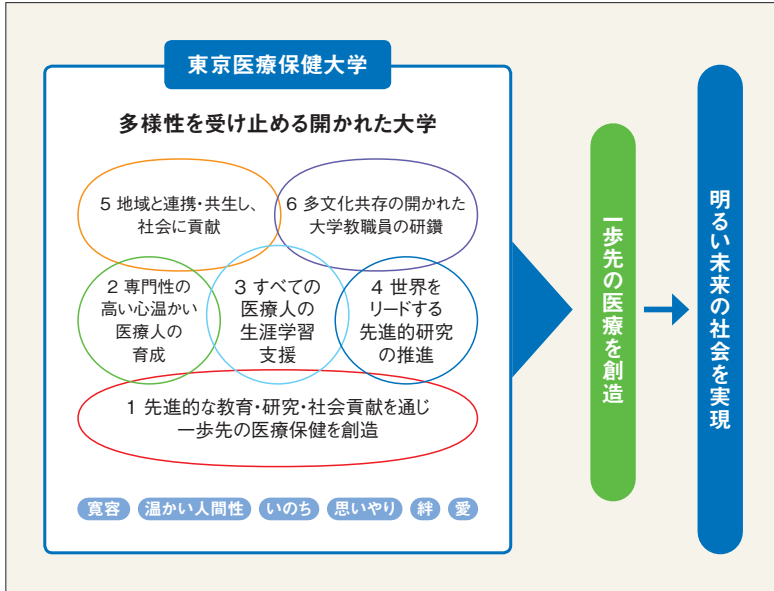 東京医療保健大学
多様性を受け止める開かれた大学
5 地域と連携・共生し、
社会に貢献
6 多文化共存の開かれた
大学教職員の研鑽
2 専門性の
高い心温かい
医療人の
育成
3 すべての
医療人の
生涯学習
支援
4 世界を
リードする
先進的研究
の推進
1 先進的な教育・研究・社会貢献を通じ
一歩先の医療保健を創造
寛容 温かい人間性 いのち 思いやり 絆 愛
一歩先の医療を創造
明るい未来の社会を実現